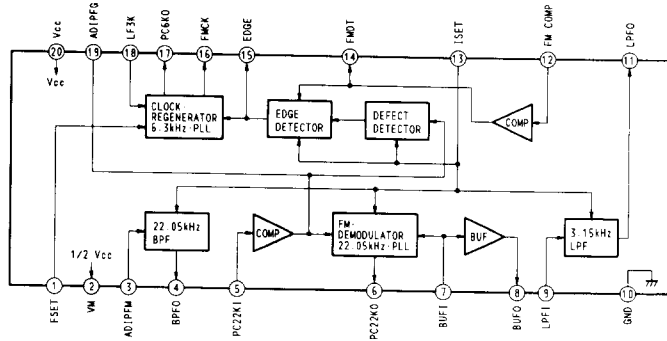 Vcc
ADIPFG
LF3K
PC6KO
FMCK
EDGE
FMDT
ISET
FM COMP
LPFO
20
19
18
17
16
15
14
13
12
11
Vcc
CLOCK-
REGENERATOR
6.3kHz·PLL
EDGE
DETECTOR
DEFECT
DETECTOR
COMP
22.05kHz
BPF
COMP
FM-
DEMODULATOR
22.05kHz·PLL
BUF
3.15kHz
LPF
1/2 Vcc
1
2
3
4
5
6
7
8
9
10
FSET
VM
ADIPFM
BPFO
PC22KI
PC22KO
BUFI
BUFO
LPFI
GND